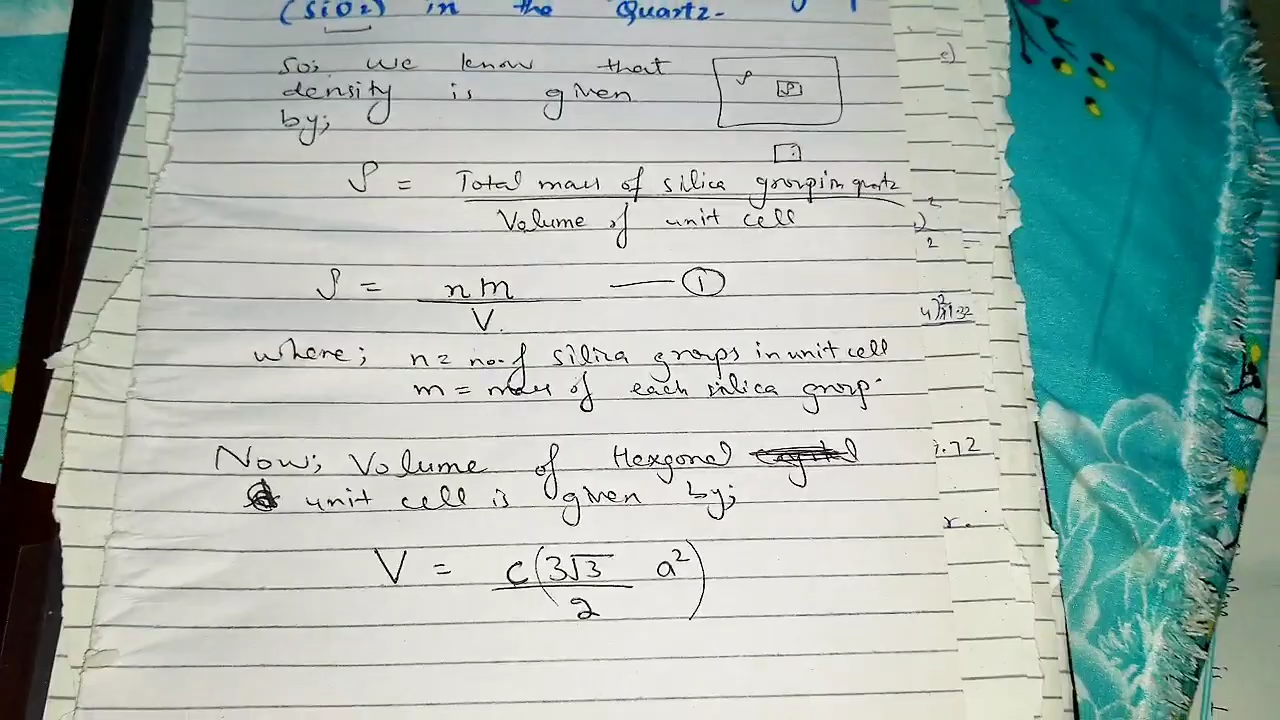 (SiO2) in the Quartz-
So; we know that
density is given
by;
ρ = Total mass of silica group in quartz
Volume of unit cell
ρ = nm —— ①
V.
where; n = no. of silica groups in unit cell
m = mass of each silica group.
Now; Volume of Hexgonal
unit cell is given by;
V = c(3√3 a²)
2